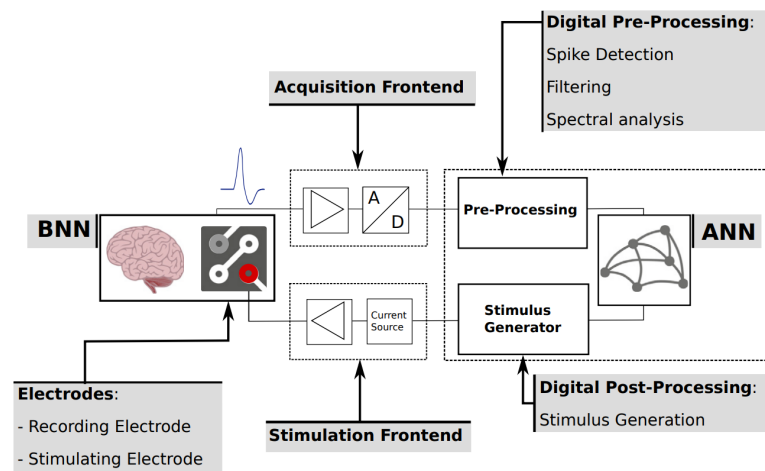 Digital Pre-Processing:
Spike Detection
Filtering
Spectral analysis
Acquisition Frontend
A
D
Pre-Processing
BNN
ANN
Current
Source
Stimulus
Generator
Electrodes:
- Recording Electrode
- Stimulating Electrode
Stimulation Frontend
Digital Post-Processing:
Stimulus Generation